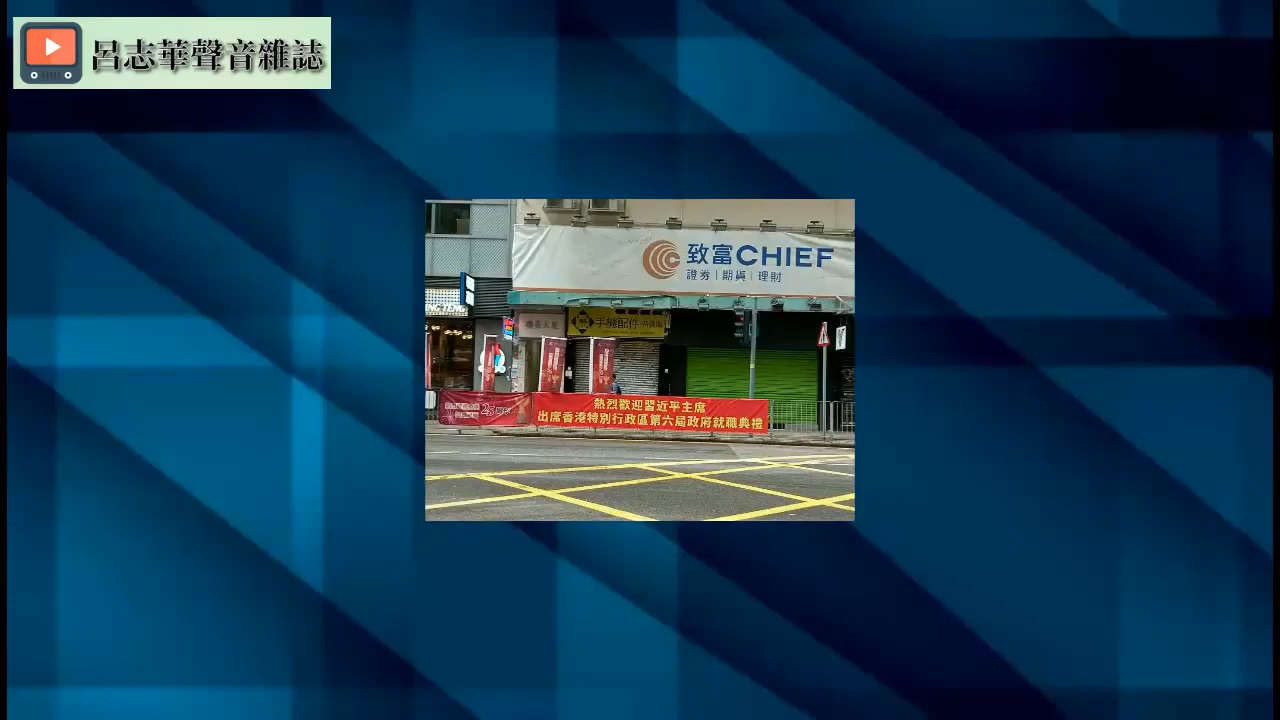 呂志華聲音雜誌
致富CHIEF
證券 | 期貨 | 理財
手機配件
25
熱烈歡迎習近平主席
出席香港特別行政區第六屆政府就職典禮